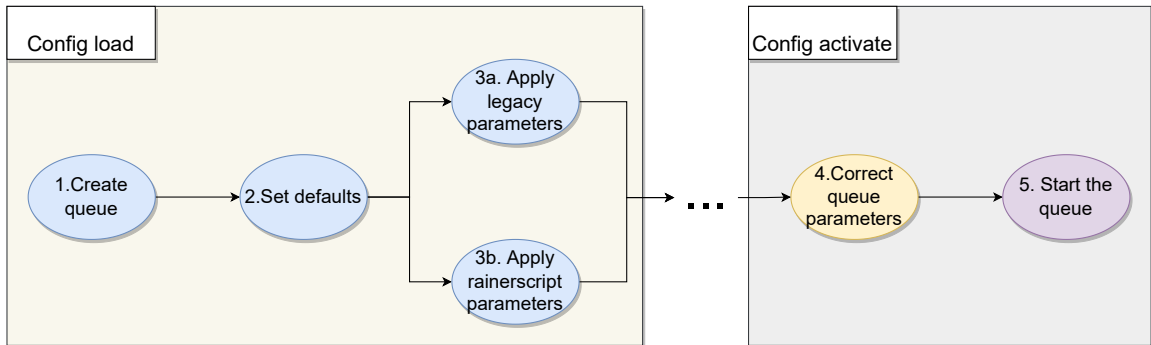 Config load
1.Create
queue
2.Set defaults
3a. Apply
legacy
parameters
3b. Apply
rainerscript
parameters
...
Config activate
4.Correct
queue
parameters
5. Start the
queue